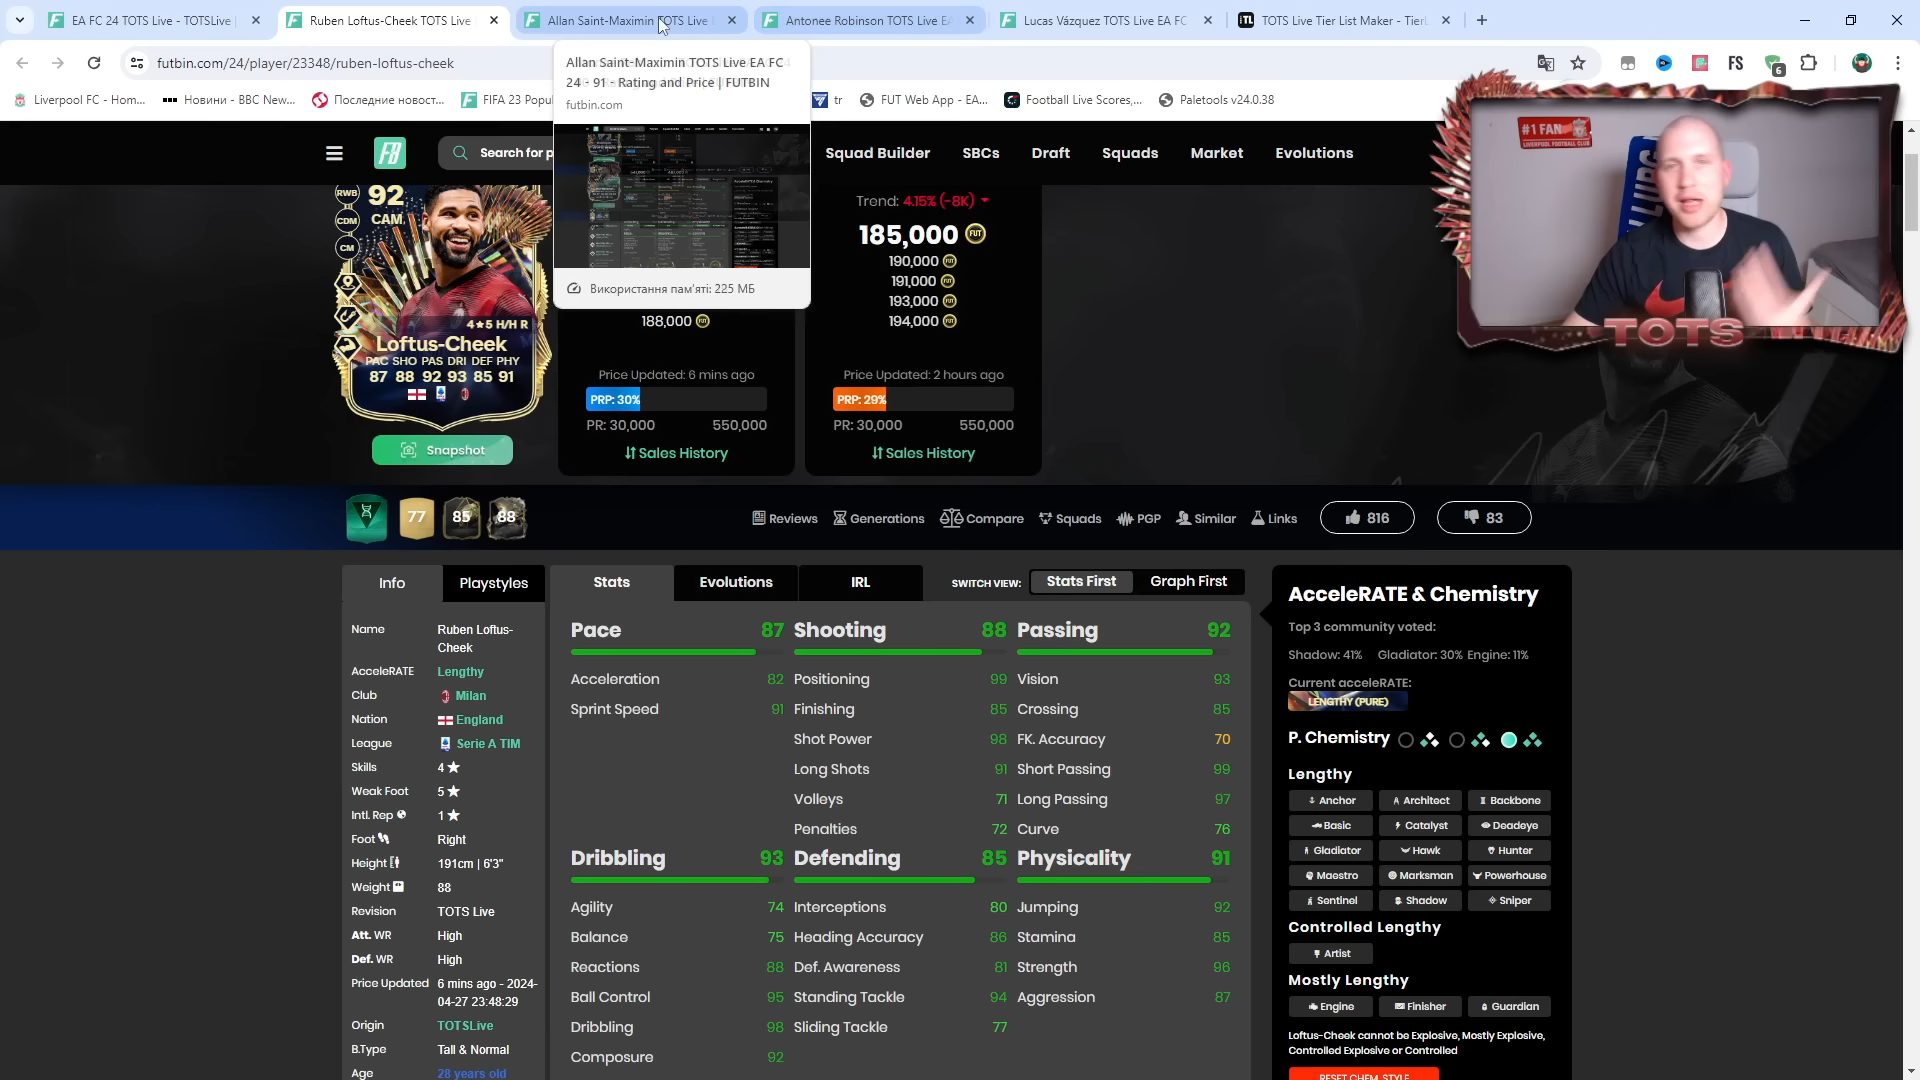 EA FC 24 TOTS Live - TOTSLive
Ruben Loftus-Cheek TOTS Live
Allan Saint-Maximin TOTS Live
Antonee Robinson TOTS Live EA
Lucas Vázquez TOTS Live EA FC
TOTS Live Tier List Maker - TierL
futbin.com/24/player/23348/ruben-loftus-cheek
Liverpool FC - Hom...
Новини - BBC New...
Последние новост...
FIFA 23 Popu
tr
FUT Web App - EA...
Football Live Scores,...
Paletools v24.0.38
FS
6
Allan Saint-Maximin TOTS Live EA FC
24 - 91 - Rating and Price | FUTBIN
futbin.com
Використання пам'яті: 225 МБ
Search for p
Squad Builder
SBCs
Draft
Squads
Market
Evolutions
#1 FAN
LIVERPOOL FOOTBALL CLUB
TOTS
RWB
CDM
CM
92
CAM
4★5 H/H R
Loftus-Cheek
PAC SHO PAS DRI DEF PHY
87 88 92 93 85 91
Snapshot
188,000
Price Updated: 6 mins ago
PRP: 30%
PR: 30,000
550,000
Sales History
Trend: 4.15% (-8K)
185,000
190,000
191,000
193,000
194,000
Price Updated: 2 hours ago
PRP: 29%
PR: 30,000
550,000
Sales History
77
85
88
Reviews
Generations
Compare
Squads
PGP
Similar
Links
816
83
Info
Playstyles
Name
Ruben Loftus-
Cheek
AcceleRATE
Lengthy
Club
Milan
Nation
England
League
Serie A TIM
Skills
4★
Weak Foot
5★
Intl. Rep
1★
Foot
Right
Height
191cm | 6'3"
Weight
88
Revision
TOTS Live
Att. WR
High
Def. WR
High
Price Updated
6 mins ago - 2024-
04-27 23:48:29
Origin
TOTSLive
B.Type
Tall & Normal
Age
28 years old
Stats
Evolutions
IRL
SWITCH VIEW:
Stats First
Graph First
Pace 87
Acceleration 82
Sprint Speed 91
Shooting 88
Positioning 99
Finishing 85
Shot Power 98
Long Shots 91
Volleys 71
Penalties 72
Passing 92
Vision 93
Crossing 85
FK. Accuracy 70
Short Passing 99
Long Passing 97
Curve 76
Dribbling 93
Agility 74
Balance 75
Reactions 88
Ball Control 95
Dribbling 98
Composure 92
Defending 85
Interceptions 80
Heading Accuracy 86
Def. Awareness 81
Standing Tackle 94
Sliding Tackle 77
Physicality 91
Jumping 92
Stamina 85
Strength 96
Aggression 87
AcceleRATE & Chemistry
Top 3 community voted:
Shadow: 41% Gladiator: 30% Engine: 11%
Current acceleRATE:
LENGTHY (PURE)
P. Chemistry
Lengthy
Anchor
Architect
Backbone
Basic
Catalyst
Deadeye
Gladiator
Hawk
Hunter
Maestro
Marksman
Powerhouse
Sentinel
Shadow
Sniper
Controlled Lengthy
Artist
Mostly Lengthy
Engine
Finisher
Guardian
Loftus-Cheek cannot be Explosive, Mostly Explosive,
Controlled Explosive or Controlled
RESET CHEM. STYLE